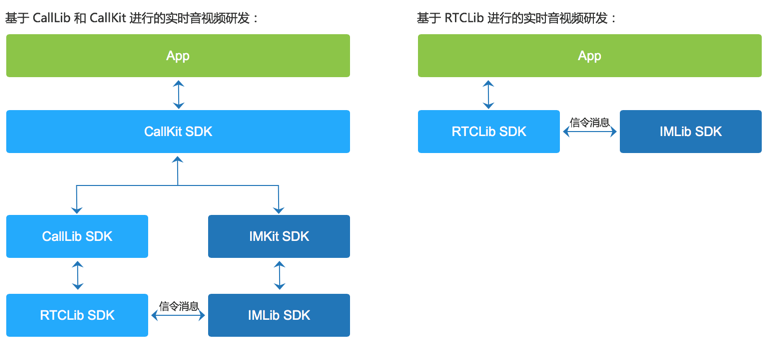 基于 CallLib 和 CallKit 进行的实时音视频研发：
App
CallKit SDK
CallLib SDK
IMKit SDK
RTCLib SDK
信令消息
IMLib SDK
基于 RTCLib 进行的实时音视频研发：
App
RTCLib SDK
信令消息
IMLib SDK